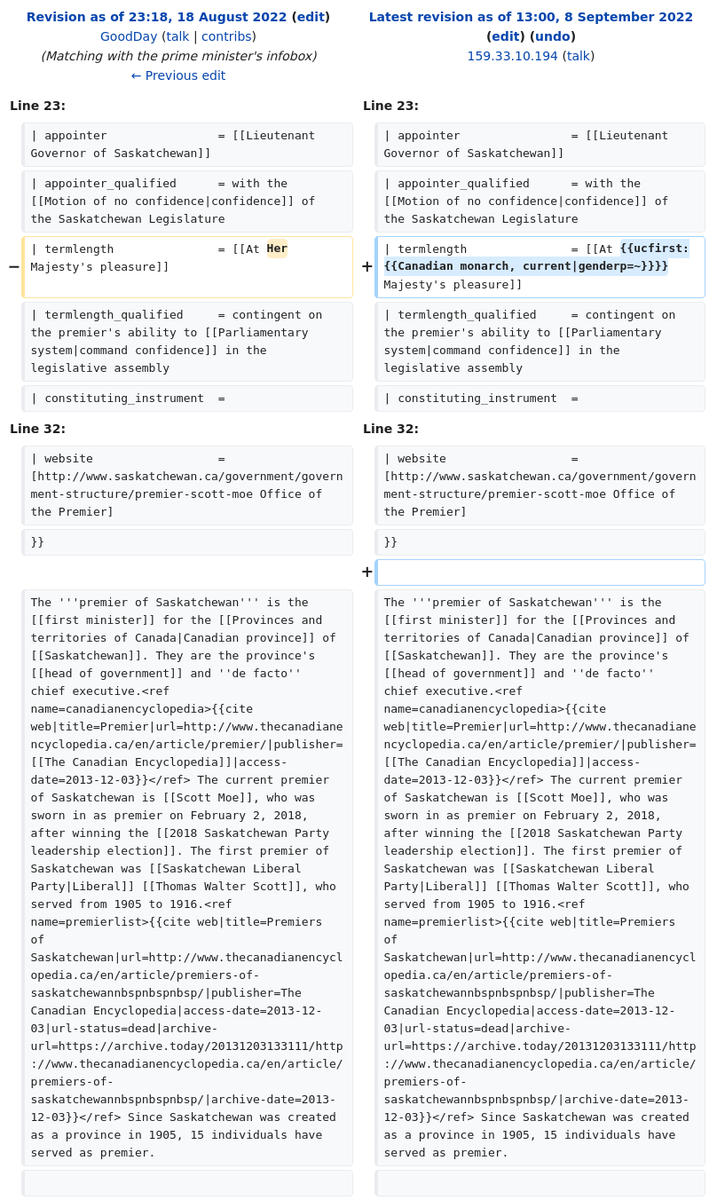 Revision as of 23:18, 18 August 2022 (edit)
GoodDay (talk | contribs)
(Matching with the prime minister's infobox)
← Previous edit
Latest revision as of 13:00, 8 September 2022
(edit) (undo)
159.33.10.194 (talk)
Line 23:
Line 23:
| appointer = [[Lieutenant
Governor of Saskatchewan]]
| appointer = [[Lieutenant
Governor of Saskatchewan]]
| appointer_qualified = with the
[[Motion of no confidence|confidence]] of
the Saskatchewan Legislature
| appointer_qualified = with the
[[Motion of no confidence|confidence]] of
the Saskatchewan Legislature
− | termlength = [[At Her
Majesty's pleasure]]
+ | termlength = [[At {{ucfirst:
{{Canadian monarch, current|genderp=~}}}}
Majesty's pleasure]]
| termlength_qualified = contingent on
the premier's ability to [[Parliamentary
system|command confidence]] in the
legislative assembly
| termlength_qualified = contingent on
the premier's ability to [[Parliamentary
system|command confidence]] in the
legislative assembly
| constituting_instrument =
| constituting_instrument =
Line 32:
Line 32:
| website =
[http://www.saskatchewan.ca/government/govern
ment-structure/premier-scott-moe Office of
the Premier]
| website =
[http://www.saskatchewan.ca/government/govern
ment-structure/premier-scott-moe Office of
the Premier]
}}
}}
+
The '''premier of Saskatchewan''' is the
[[first minister]] for the [[Provinces and
territories of Canada|Canadian province]] of
[[Saskatchewan]]. They are the province's
[[head of government]] and ''de facto''
chief executive.<ref
name=canadianencyclopedia>{{cite
web|title=Premier|url=http://www.thecanadiane
ncyclopedia.ca/en/article/premier/|publisher=
[[The Canadian Encyclopedia]]|access-
date=2013-12-03}}</ref> The current premier
of Saskatchewan is [[Scott Moe]], who was
sworn in as premier on February 2, 2018,
after winning the [[2018 Saskatchewan Party
leadership election]]. The first premier of
Saskatchewan was [[Saskatchewan Liberal
Party|Liberal]] [[Thomas Walter Scott]], who
served from 1905 to 1916.<ref
name=premierlist>{{cite web|title=Premiers
of
Saskatchewan|url=http://www.thecanadianencycl
opedia.ca/en/article/premiers-of-
saskatchewannbspnbspnbsp/|publisher=The
Canadian Encyclopedia|access-date=2013-12-
03|url-status=dead|archive-
url=https://archive.today/20131203133111/http
://www.thecanadianencyclopedia.ca/en/article/
premiers-of-
saskatchewannbspnbspnbsp/|archive-date=2013-
12-03}}</ref> Since Saskatchewan was created
as a province in 1905, 15 individuals have
served as premier.
The '''premier of Saskatchewan''' is the
[[first minister]] for the [[Provinces and
territories of Canada|Canadian province]] of
[[Saskatchewan]]. They are the province's
[[head of government]] and ''de facto''
chief executive.<ref
name=canadianencyclopedia>{{cite
web|title=Premier|url=http://www.thecanadiane
ncyclopedia.ca/en/article/premier/|publisher=
[[The Canadian Encyclopedia]]|access-
date=2013-12-03}}</ref> The current premier
of Saskatchewan is [[Scott Moe]], who was
sworn in as premier on February 2, 2018,
after winning the [[2018 Saskatchewan Party
leadership election]]. The first premier of
Saskatchewan was [[Saskatchewan Liberal
Party|Liberal]] [[Thomas Walter Scott]], who
served from 1905 to 1916.<ref
name=premierlist>{{cite web|title=Premiers
of
Saskatchewan|url=http://www.thecanadianencycl
opedia.ca/en/article/premiers-of-
saskatchewannbspnbspnbsp/|publisher=The
Canadian Encyclopedia|access-date=2013-12-
03|url-status=dead|archive-
url=https://archive.today/20131203133111/http
://www.thecanadianencyclopedia.ca/en/article/
premiers-of-
saskatchewannbspnbspnbsp/|archive-date=2013-
12-03}}</ref> Since Saskatchewan was created
as a province in 1905, 15 individuals have
served as premier.